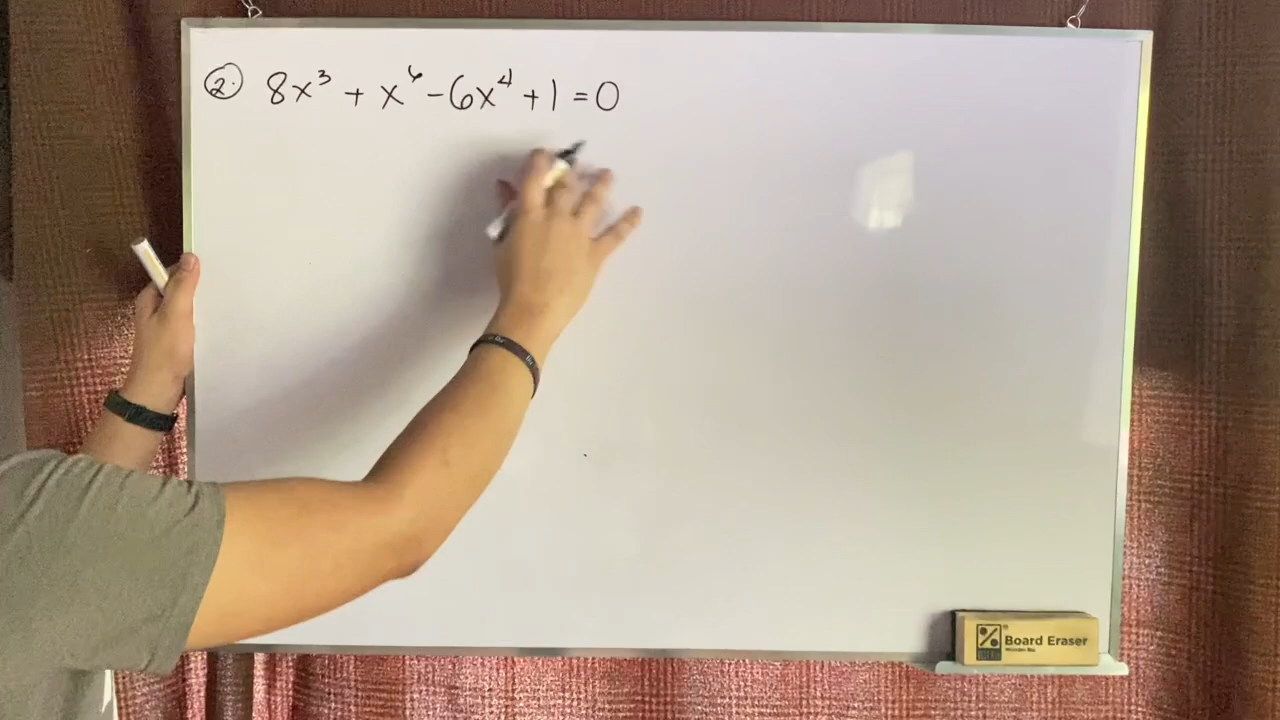 2. 8x³ + x⁶ - 6x⁴ + 1 = 0
% Board Eraser